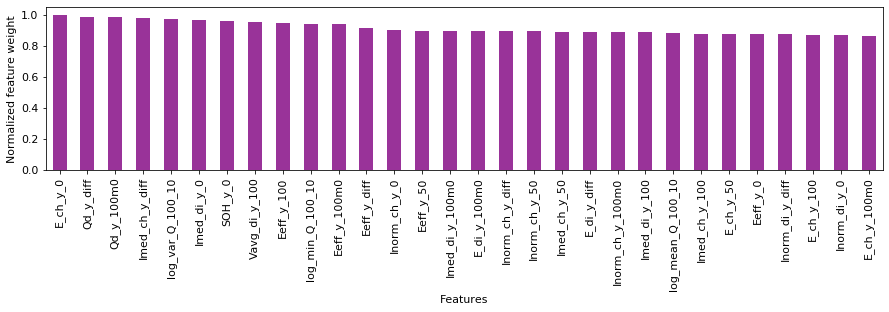 Normalized feature weight
1.0
0.8
0.6
0.4
0.2
0.0
E_ch_y_0
Qd_y_diff
Qd_y_100m0
Imed_ch_y_diff
log_var_Q_100_10
Imed_di_y_0
SOH_y_0
Vavg_di_y_100
Eeff_y_100
log_min_Q_100_10
Eeff_y_100m0
Eeff_y_diff
Inorm_ch_y_0
Eeff_y_50
Imed_di_y_100m0
E_di_y_100m0
Inorm_ch_y_diff
Inorm_ch_y_50
Imed_ch_y_50
E_di_y_diff
Inorm_ch_y_100m0
Imed_di_y_100
log_mean_Q_100_10
Imed_ch_y_100
E_ch_y_50
Eeff_y_0
Inorm_di_y_diff
E_ch_y_100
Inorm_di_y_0
E_ch_y_100m0
Features